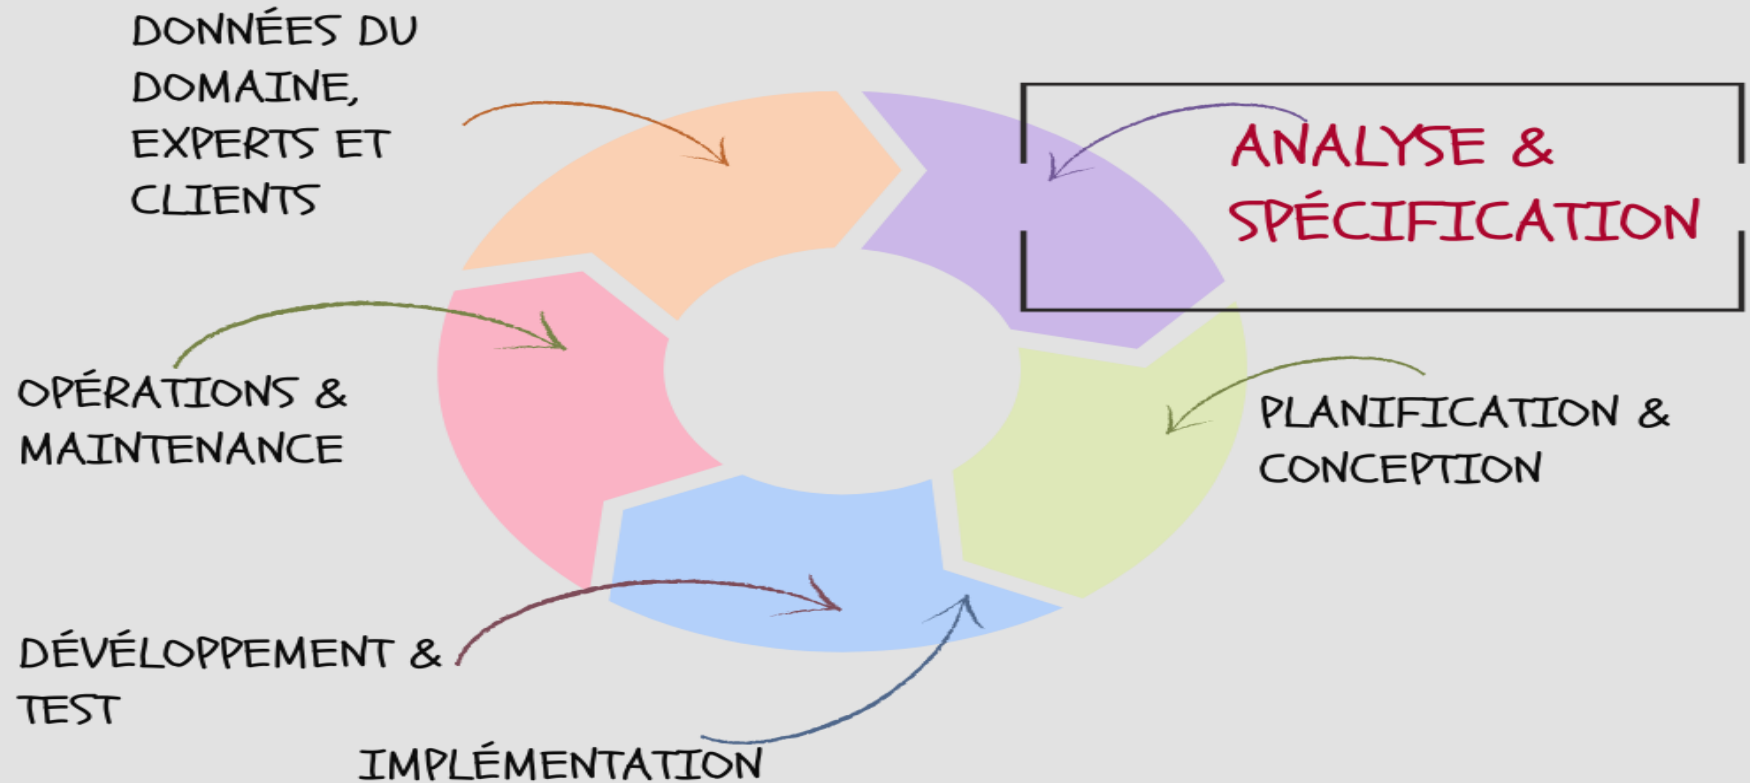 DONNÉES DU
DOMAINE,
EXPERTS ET
CLIENTS
ANALYSE &
SPÉCIFICATION
OPÉRATIONS &
MAINTENANCE
PLANIFICATION &
CONCEPTION
DÉVÉLOPPEMENT &
TEST
IMPLÉMENTATION